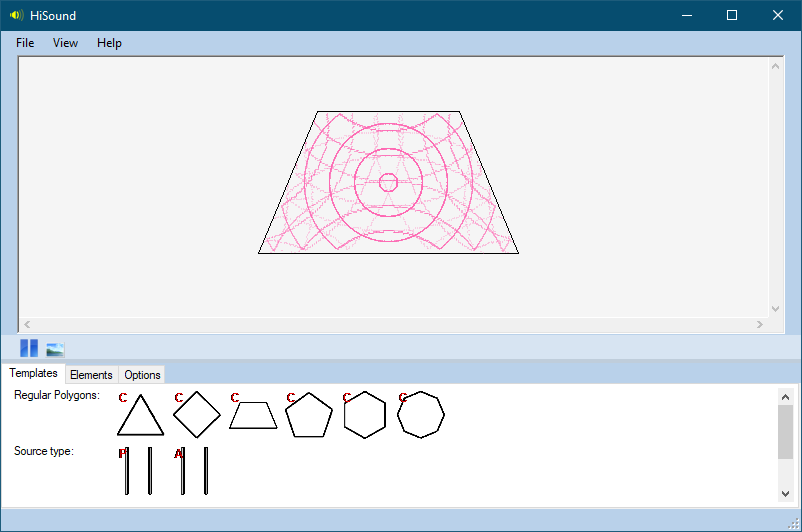 HiSound
File View Help
Templates Elements Options
Regular Polygons: C C C C C C
Source type: P A